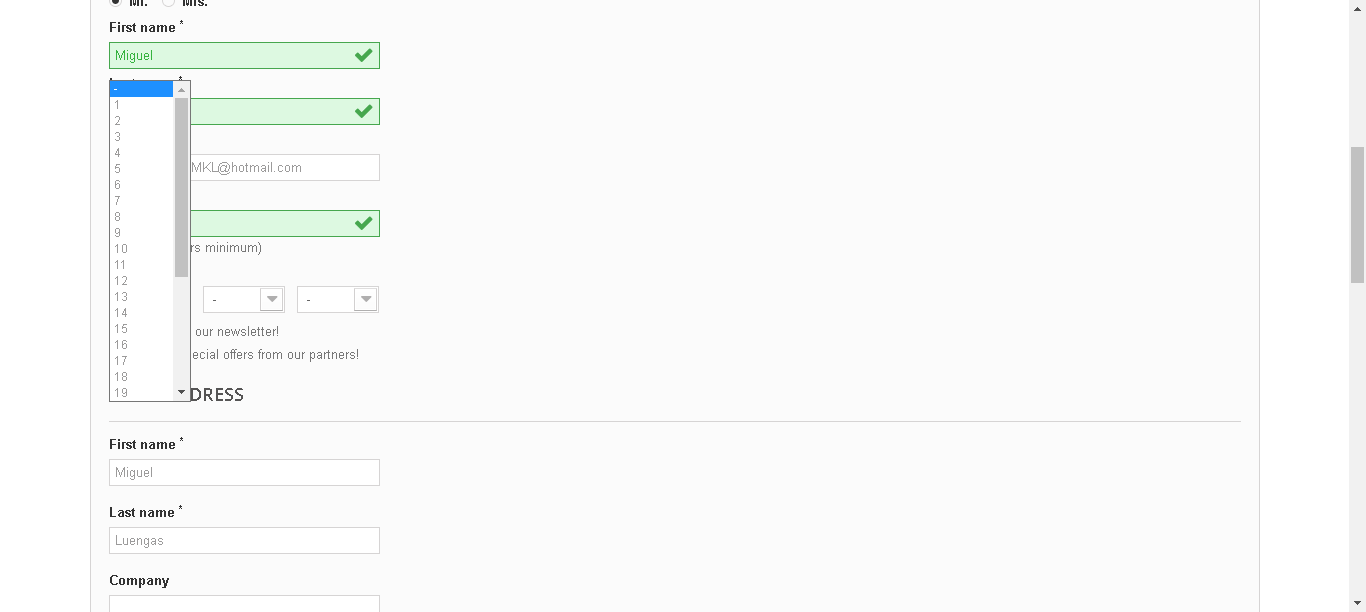 Mr. Mrs.
First name *
Miguel
*
-
1
2
3
4
5
6
7
8
9
10
11
12
13
14
15
16
17
18
19
MKL@hotmail.com
rs minimum)
- -
our newsletter!
ecial offers from our partners!
DRESS
First name *
Miguel
Last name *
Luengas
Company